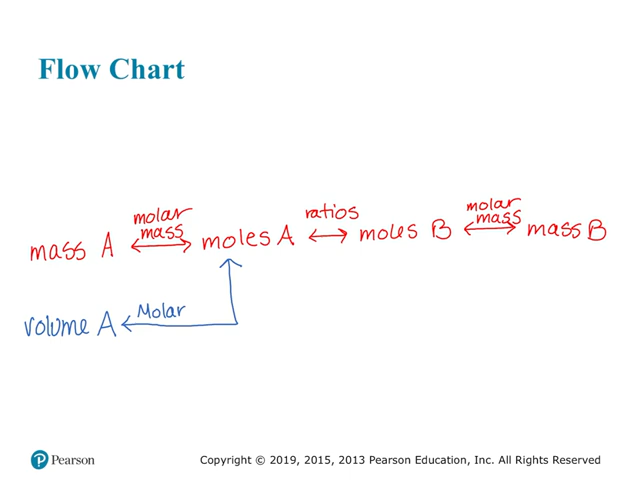 Flow Chart
molar ratios molar
mass mass
mass A moles A moles B mass B
volume A Molar
Pearson Copyright © 2019, 2015, 2013 Pearson Education, Inc. All Rights Reserved